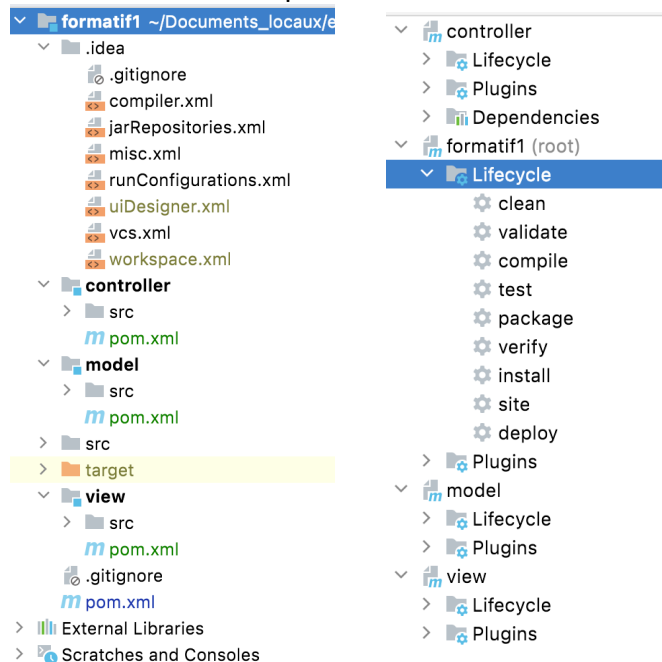 formatif1 ~/Documents_locaux/e
.idea
.gitignore
compiler.xml
jarRepositories.xml
misc.xml
runConfigurations.xml
uiDesigner.xml
vcs.xml
workspace.xml
controller
src
pom.xml
model
src
pom.xml
src
target
view
src
pom.xml
.gitignore
pom.xml
External Libraries
Scratches and Consoles
controller
Lifecycle
Plugins
Dependencies
formatif1 (root)
Lifecycle
clean
validate
compile
test
package
verify
install
site
deploy
Plugins
model
Lifecycle
Plugins
view
Lifecycle
Plugins